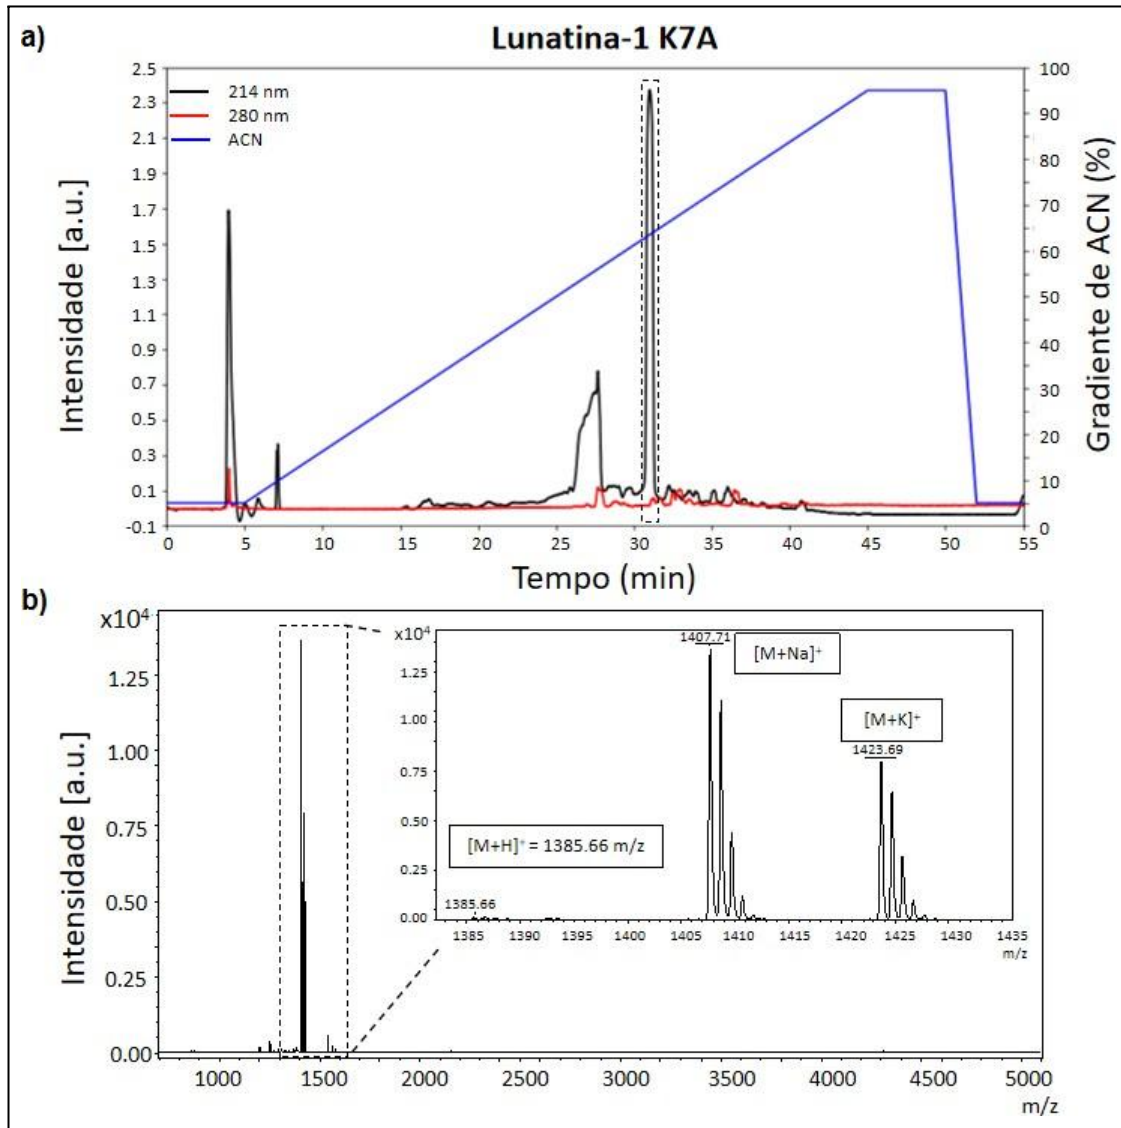 a)
Lunatina-1 K7A
2.5
2.3
2.1
1.9
1.7
1.5
1.3
1.1
0.9
0.7
0.5
0.3
0.1
-0.1
Intensidade [a.u.]
214 nm
280 nm
ACN
100
90
80
70
60
50
40
30
20
10
0
Gradiente de ACN (%)
0 5 10 15 20 25 30 35 40 45 50 55
Tempo (min)
b)
x10⁴
1.25
1.00
0.75
0.50
0.25
0.00
Intensidade [a.u.]
x10⁴
1.25
1.00
0.75
0.50
0.25
0.00
1407.71
[M+Na]⁺
[M+K]⁺
1423.69
[M+H]⁺ = 1385.66 m/z
1385.66
1385 1390 1395 1400 1405 1410 1415 1420 1425 1430 1435
m/z
1000 1500 2000 2500 3000 3500 4000 4500 5000
m/z